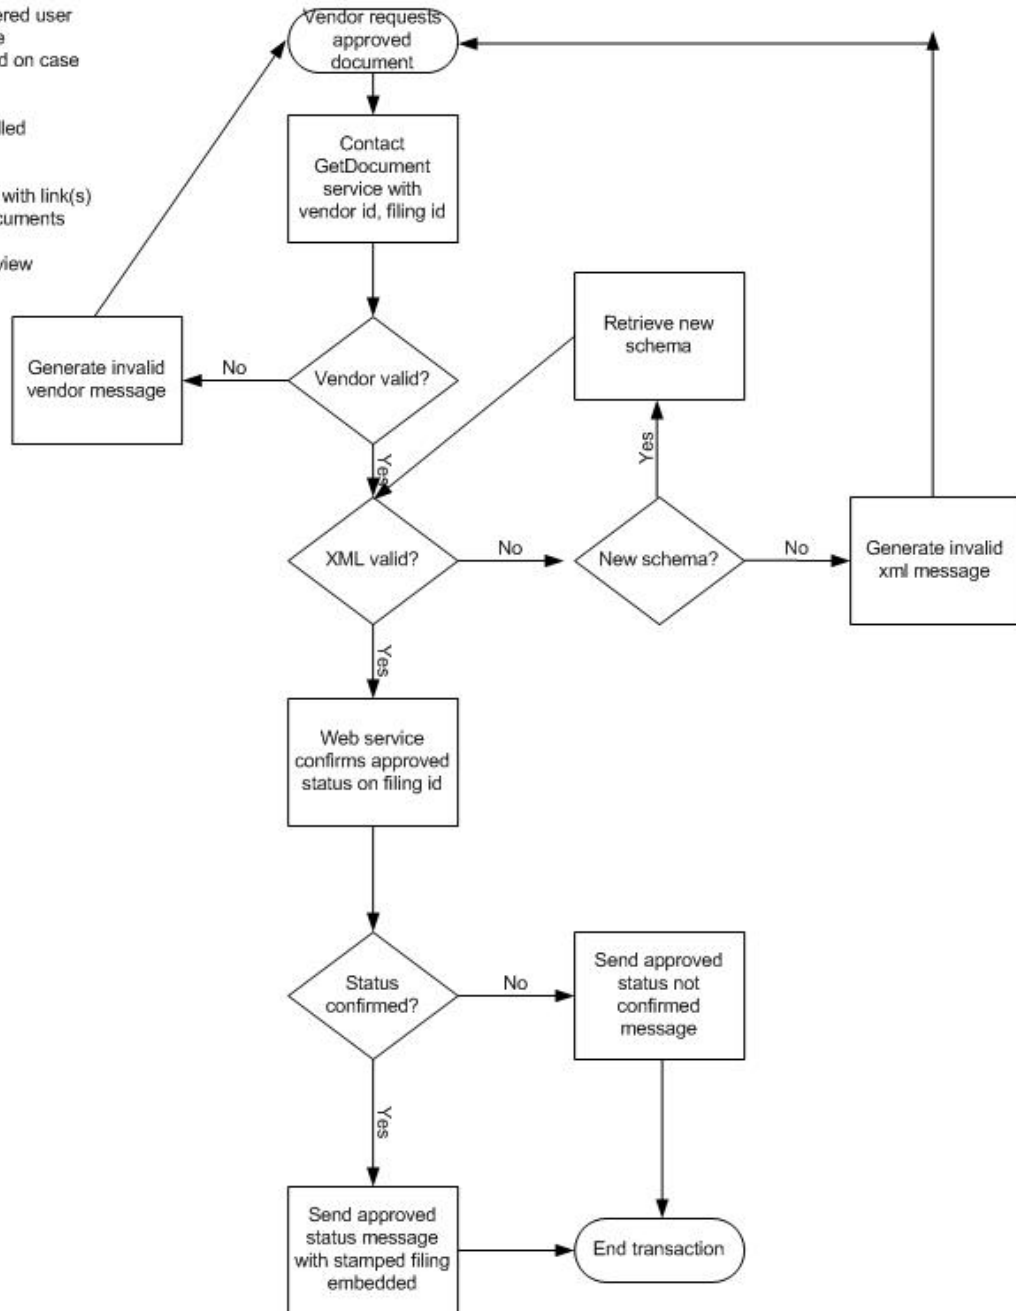 ered user
e
d on case
lled
with link(s)
cuments
view
Vendor requests
approved
document
Contact
GetDocument
service with
vendor id, filing id
Retrieve new
schema
Generate invalid
vendor message
No
Vendor valid?
Yes
Yes
XML valid?
No
New schema?
No
Generate invalid
xml message
Yes
Web service
confirms approved
status on filing id
Status
confirmed?
No
Send approved
status not
confirmed
message
Yes
Send approved
status message
with stamped filing
embedded
End transaction